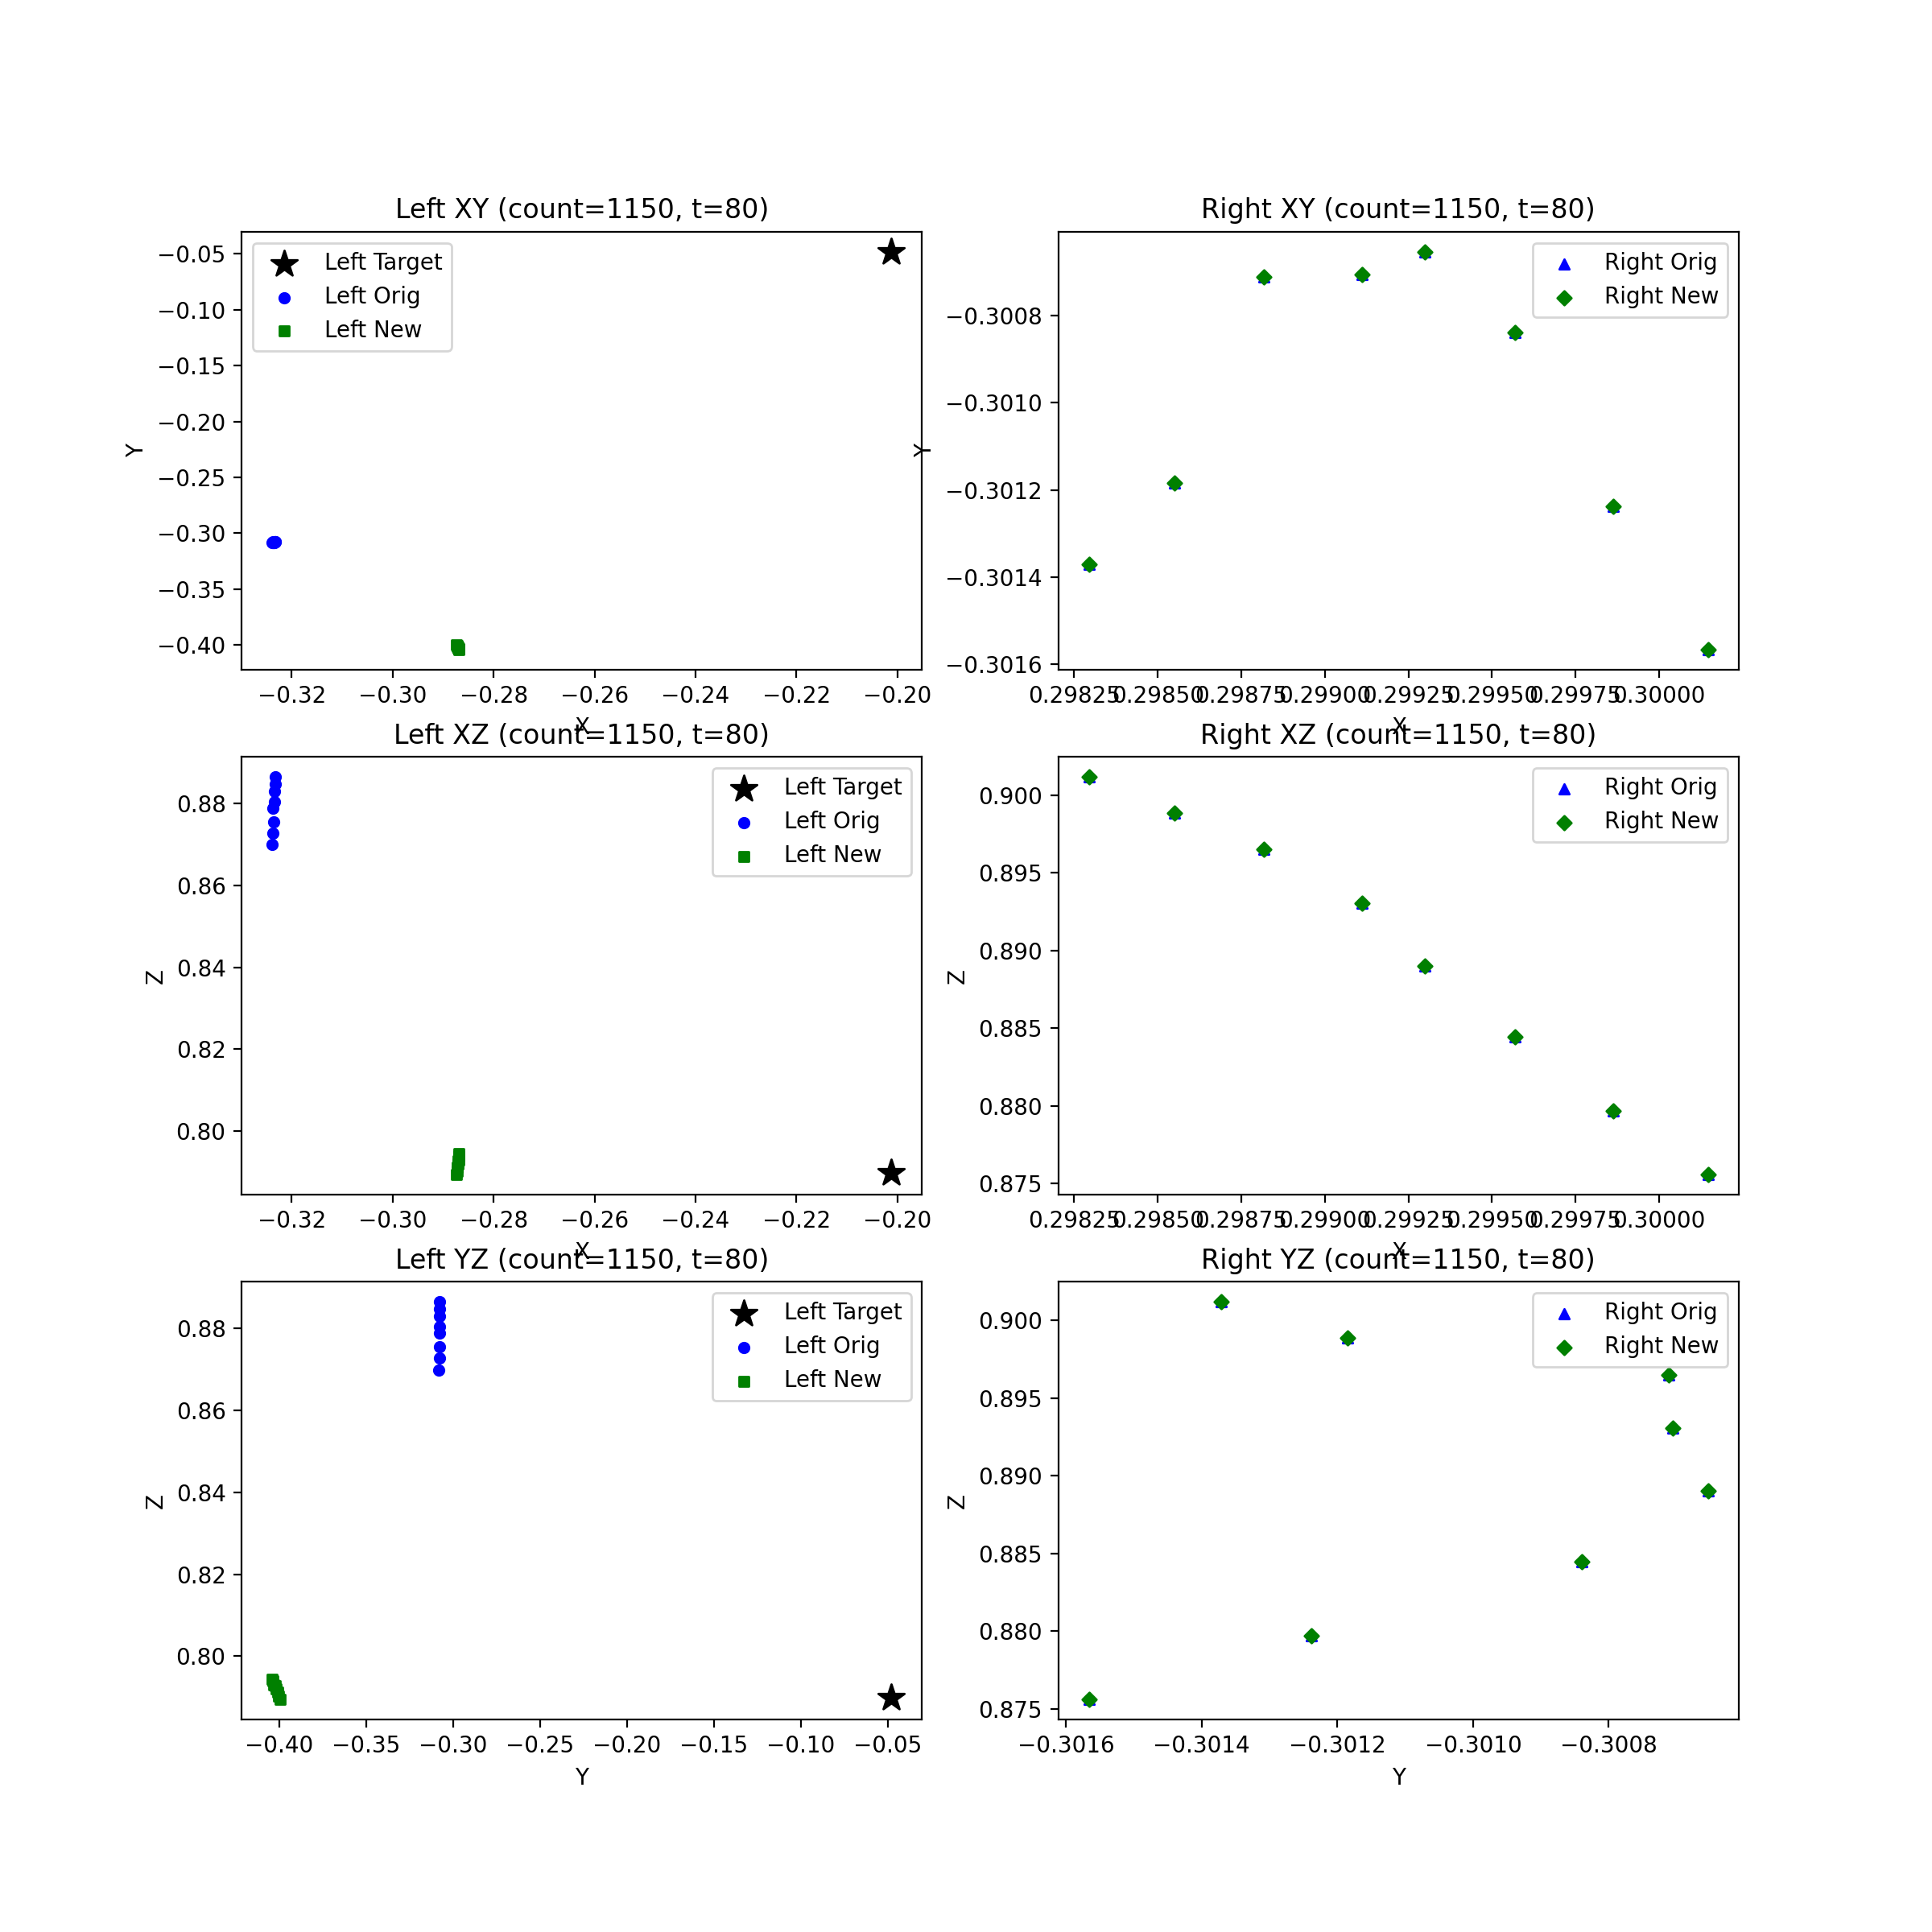 Left XY (count=1150, t=80)
Left Target
Left Orig
Left New
−0.05
−0.10
−0.15
−0.20
−0.25
−0.30
−0.35
−0.40
Y
−0.32 −0.30 −0.28 −0.26 −0.24 −0.22 −0.20
X
Right XY (count=1150, t=80)
Right Orig
Right New
−0.3008
−0.3010
−0.3012
−0.3014
−0.3016
Y
0.29825 0.29850 0.29875 0.29900 0.29925 0.29950 0.29975 0.30000
X
Left XZ (count=1150, t=80)
Left Target
Left Orig
Left New
0.88
0.86
0.84
0.82
0.80
Z
−0.32 −0.30 −0.28 −0.26 −0.24 −0.22 −0.20
X
Right XZ (count=1150, t=80)
Right Orig
Right New
0.900
0.895
0.890
0.885
0.880
0.875
Z
0.29825 0.29850 0.29875 0.29900 0.29925 0.29950 0.29975 0.30000
X
Left YZ (count=1150, t=80)
Left Target
Left Orig
Left New
0.88
0.86
0.84
0.82
0.80
Z
−0.40 −0.35 −0.30 −0.25 −0.20 −0.15 −0.10 −0.05
Y
Right YZ (count=1150, t=80)
Right Orig
Right New
0.900
0.895
0.890
0.885
0.880
0.875
Z
−0.3016 −0.3014 −0.3012 −0.3010 −0.3008
Y